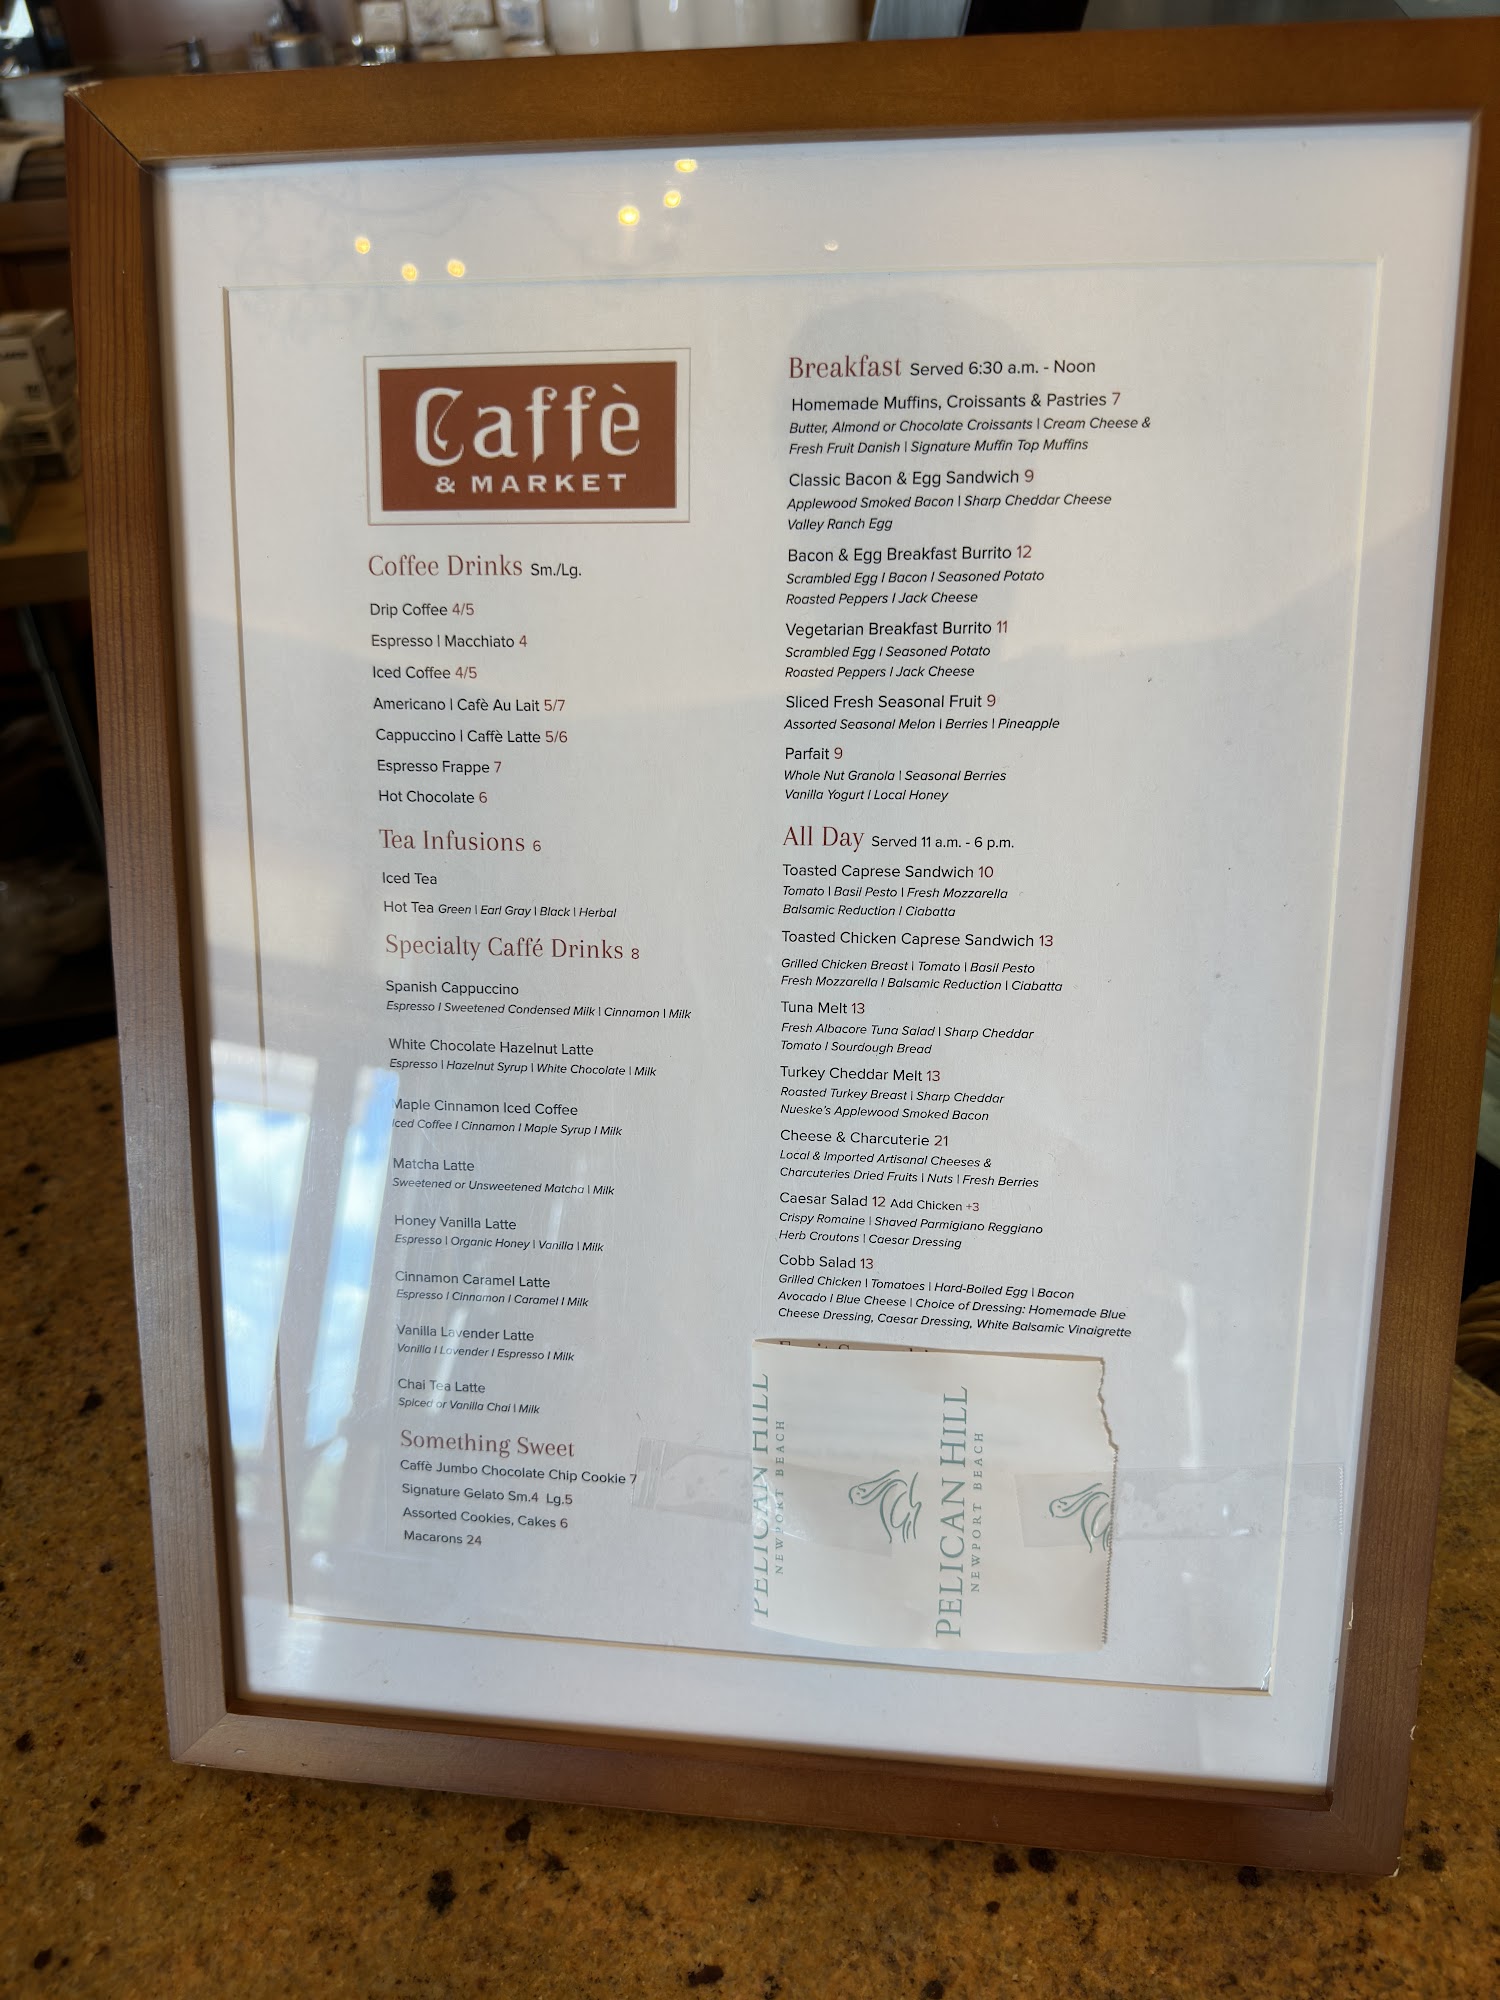 Caffè
& MARKET
Coffee Drinks Sm./Lg.
Drip Coffee 4/5
Espresso | Macchiato 4
Iced Coffee 4/5
Americano | Cafè Au Lait 5/7
Cappuccino | Caffè Latte 5/6
Espresso Frappe 7
Hot Chocolate 6
Tea Infusions 6
Iced Tea
Hot Tea Green | Earl Gray | Black | Herbal
Specialty Caffé Drinks 8
Spanish Cappuccino
Espresso | Sweetened Condensed Milk | Cinnamon | Milk
White Chocolate Hazelnut Latte
Espresso | Hazelnut Syrup | White Chocolate | Milk
Maple Cinnamon Iced Coffee
Iced Coffee | Cinnamon | Maple Syrup | Milk
Matcha Latte
Sweetened or Unsweetened Matcha | Milk
Honey Vanilla Latte
Espresso | Organic Honey | Vanilla | Milk
Cinnamon Caramel Latte
Espresso | Cinnamon | Caramel | Milk
Vanilla Lavender Latte
Vanilla | Lavender | Espresso | Milk
Chai Tea Latte
Spiced or Vanilla Chai | Milk
Something Sweet
Caffè Jumbo Chocolate Chip Cookie 7
Signature Gelato Sm.4 Lg.5
Assorted Cookies, Cakes 6
Macarons 24
Breakfast Served 6:30 a.m. - Noon
Homemade Muffins, Croissants & Pastries 7
Butter, Almond or Chocolate Croissants | Cream Cheese &
Fresh Fruit Danish | Signature Muffin Top Muffins
Classic Bacon & Egg Sandwich 9
Applewood Smoked Bacon | Sharp Cheddar Cheese
Valley Ranch Egg
Bacon & Egg Breakfast Burrito 12
Scrambled Egg | Bacon | Seasoned Potato
Roasted Peppers | Jack Cheese
Vegetarian Breakfast Burrito 11
Scrambled Egg | Seasoned Potato
Roasted Peppers | Jack Cheese
Sliced Fresh Seasonal Fruit 9
Assorted Seasonal Melon | Berries | Pineapple
Parfait 9
Whole Nut Granola | Seasonal Berries
Vanilla Yogurt | Local Honey
All Day Served 11 a.m. - 6 p.m.
Toasted Caprese Sandwich 10
Tomato | Basil Pesto | Fresh Mozzarella
Balsamic Reduction | Ciabatta
Toasted Chicken Caprese Sandwich 13
Grilled Chicken Breast | Tomato | Basil Pesto
Fresh Mozzarella | Balsamic Reduction | Ciabatta
Tuna Melt 13
Fresh Albacore Tuna Salad | Sharp Cheddar
Tomato | Sourdough Bread
Turkey Cheddar Melt 13
Roasted Turkey Breast | Sharp Cheddar
Nueske's Applewood Smoked Bacon
Cheese & Charcuterie 21
Local & Imported Artisanal Cheeses &
Charcuteries Dried Fruits | Nuts | Fresh Berries
Caesar Salad 12 Add Chicken +3
Crispy Romaine | Shaved Parmigiano Reggiano
Herb Croutons | Caesar Dressing
Cobb Salad 13
Grilled Chicken | Tomatoes | Hard-Boiled Egg | Bacon
Avocado | Blue Cheese | Choice of Dressing: Homemade Blue
Cheese Dressing, Caesar Dressing, White Balsamic Vinaigrette
PELICAN HILL
NEWPORT BEACH
PELICAN HILL
NEWPORT BEACH